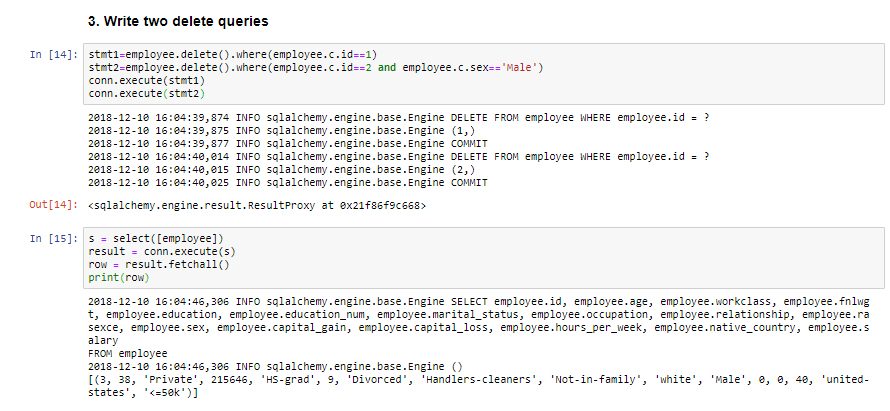 3. Write two delete queries
In [14]: stmt1=employee.delete().where(employee.c.id==1)
stmt2=employee.delete().where(employee.c.id==2 and employee.c.sex=='Male')
conn.execute(stmt1)
conn.execute(stmt2)
2018-12-10 16:04:39,874 INFO sqlalchemy.engine.base.Engine DELETE FROM employee WHERE employee.id = ?
2018-12-10 16:04:39,875 INFO sqlalchemy.engine.base.Engine (1,)
2018-12-10 16:04:39,877 INFO sqlalchemy.engine.base.Engine COMMIT
2018-12-10 16:04:40,014 INFO sqlalchemy.engine.base.Engine DELETE FROM employee WHERE employee.id = ?
2018-12-10 16:04:40,015 INFO sqlalchemy.engine.base.Engine (2,)
2018-12-10 16:04:40,025 INFO sqlalchemy.engine.base.Engine COMMIT
Out[14]: <sqlalchemy.engine.result.ResultProxy at 0x21f86f9c668>
In [15]: s = select([employee])
result = conn.execute(s)
row = result.fetchall()
print(row)
2018-12-10 16:04:46,306 INFO sqlalchemy.engine.base.Engine SELECT employee.id, employee.age, employee.workclass, employee.fnlwg
t, employee.education, employee.education_num, employee.marital_status, employee.occupation, employee.relationship, employee.ra
sexce, employee.sex, employee.capital_gain, employee.capital_loss, employee.hours_per_week, employee.native_country, employee.s
alary
FROM employee
2018-12-10 16:04:46,306 INFO sqlalchemy.engine.base.Engine ()
[(3, 38, 'Private', 215646, 'HS-grad', 9, 'Divorced', 'Handlers-cleaners', 'Not-in-family', 'white', 'Male', 0, 0, 40, 'united-
states', '<=50k')]